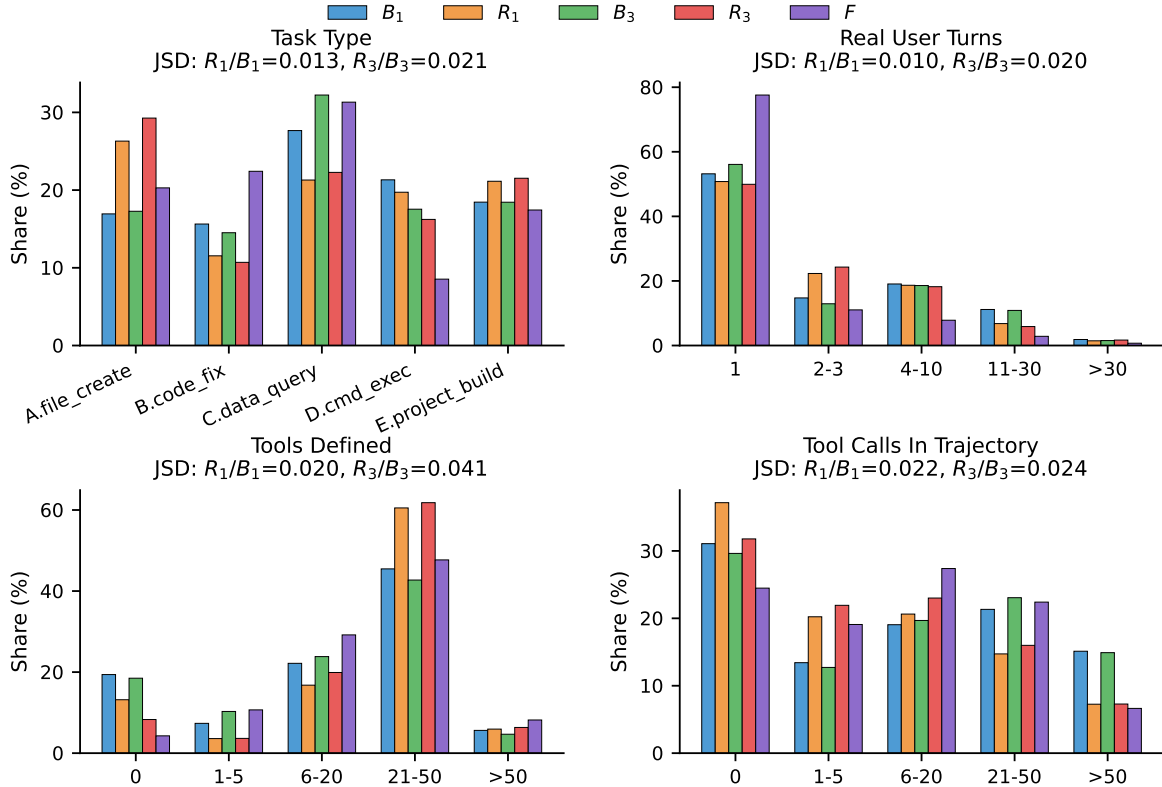 B₁ R₁ B₃ R₃ F
Task Type
JSD: R₁/B₁=0.013, R₃/B₃=0.021
Share (%)
30
20
10
0
A.file_create
B.code_fix
C.data_query
D.cmd_exec
E.project_build
Real User Turns
JSD: R₁/B₁=0.010, R₃/B₃=0.020
Share (%)
80
60
40
20
0
1 2-3 4-10 11-30 >30
Tools Defined
JSD: R₁/B₁=0.020, R₃/B₃=0.041
Share (%)
60
40
20
0
0 1-5 6-20 21-50 >50
Tool Calls In Trajectory
JSD: R₁/B₁=0.022, R₃/B₃=0.024
Share (%)
30
20
10
0
0 1-5 6-20 21-50 >50